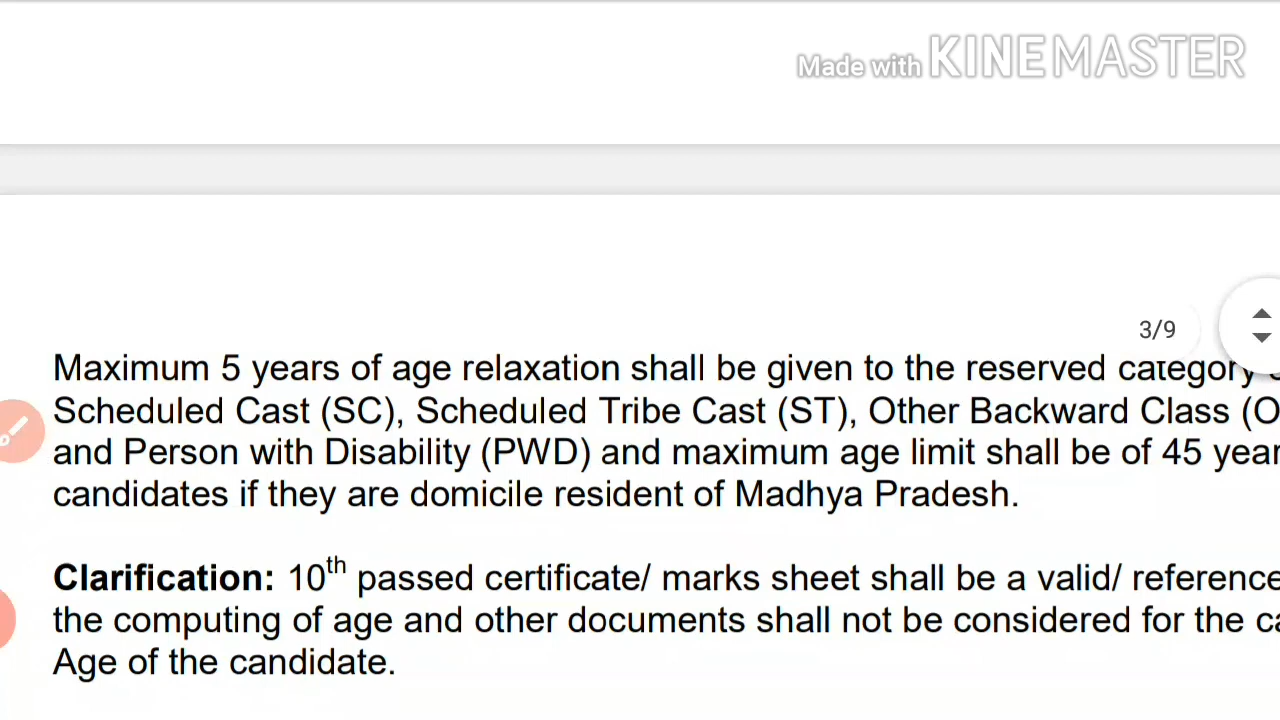 Made with KINEMASTER
3/9
Maximum 5 years of age relaxation shall be given to the reserved category
Scheduled Cast (SC), Scheduled Tribe Cast (ST), Other Backward Class (O
and Person with Disability (PWD) and maximum age limit shall be of 45 year
candidates if they are domicile resident of Madhya Pradesh.
Clarification: 10th passed certificate/ marks sheet shall be a valid/ reference
the computing of age and other documents shall not be considered for the ca
Age of the candidate.